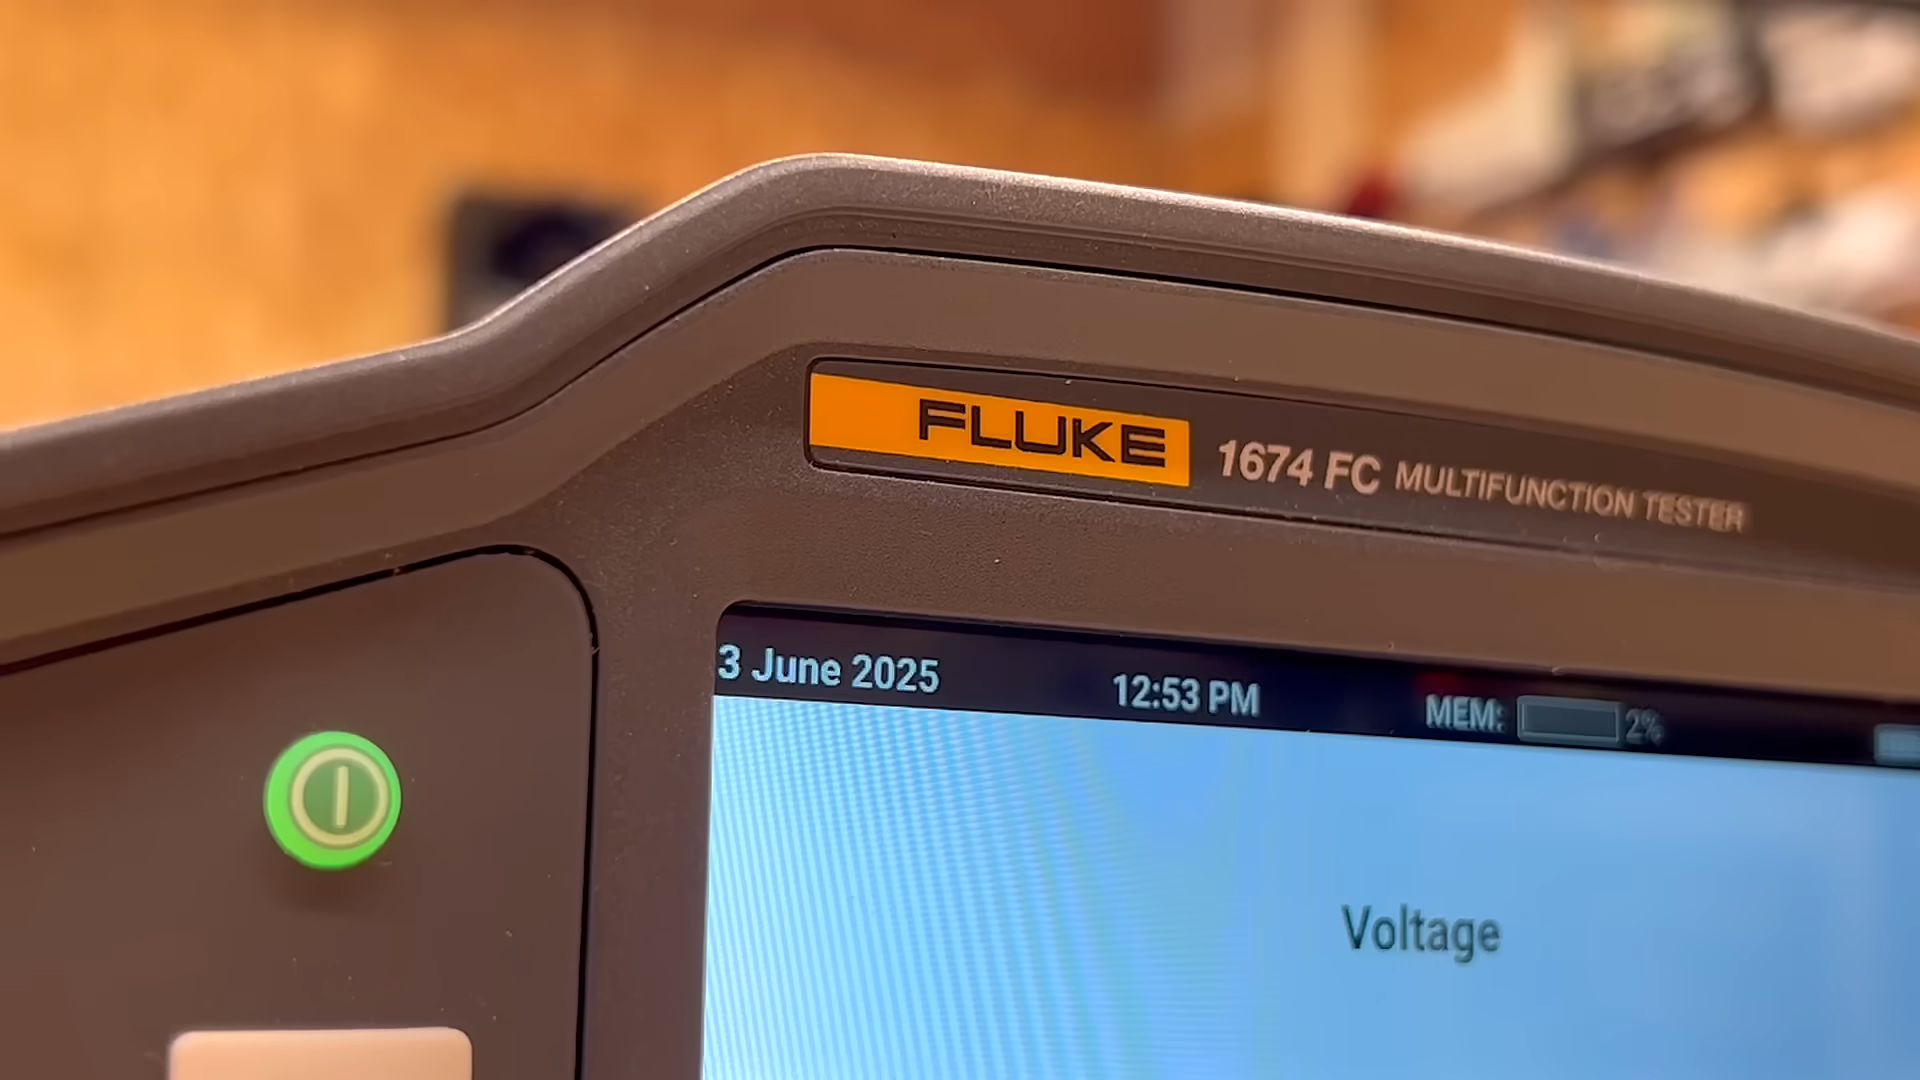 FLUKE 1674 FC MULTIFUNCTION TESTER
3 June 2025 12:53 PM MEM: 2%
Voltage